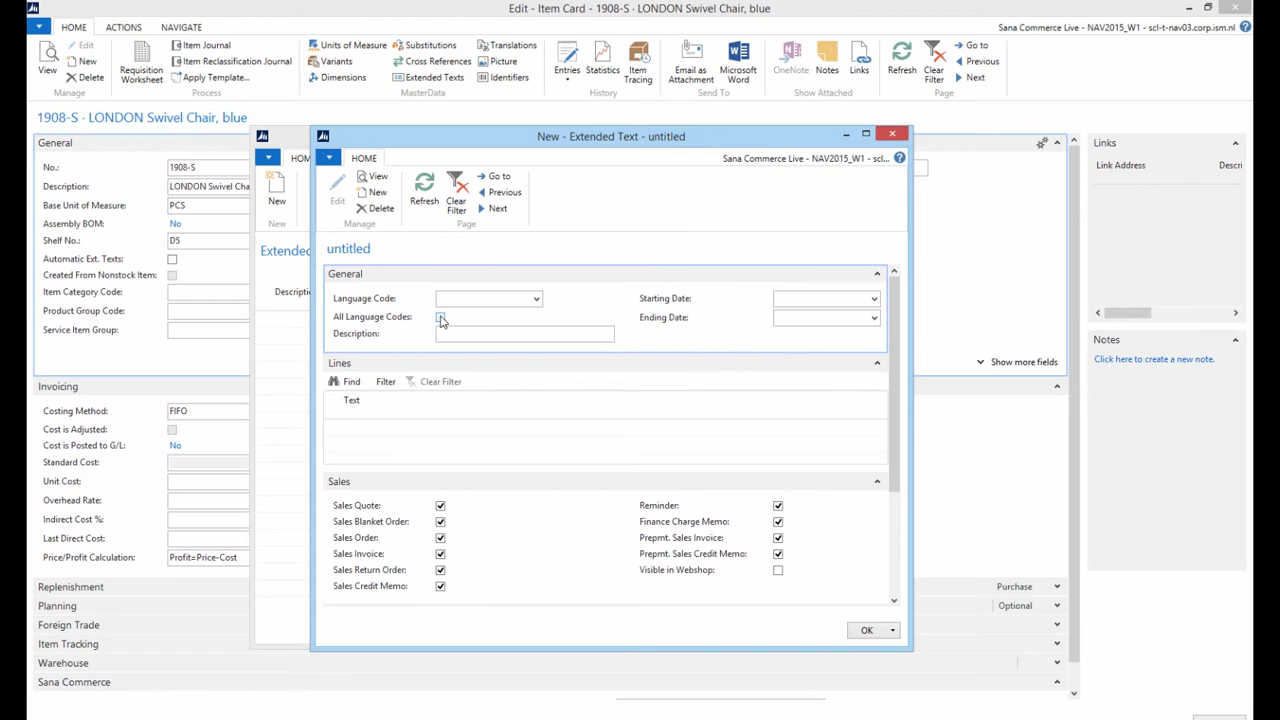 Edit - Item Card - 1908-S · LONDON Swivel Chair, blue
HOME ACTIONS NAVIGATE
Sana Commerce Live - NAV2015_W1 - scl-t-nav03.corp.ism.nl
View
Edit
New
Delete
Manage
Requisition Worksheet
Item Journal
Item Reclassification Journal
Apply Template...
Process
Units of Measure
Variants
Dimensions
Substitutions
Cross References
Extended Texts
Translations
Picture
Identifiers
MasterData
Entries
Statistics
Item Tracing
History
Email as Attachment
Microsoft Word
Send To
OneNote
Notes
Links
Show Attached
Refresh
Clear Filter
Go to
Previous
Next
Page
1908-S · LONDON Swivel Chair, blue
General
No.: 1908-S
Description: LONDON Swivel Cha
Base Unit of Measure: PCS
Assembly BOM: No
Shelf No.: D5
Automatic Ext. Texts:
Created From Nonstock Item:
Item Category Code:
Product Group Code:
Service Item Group:
Show more fields
Invoicing
Costing Method: FIFO
Cost is Adjusted:
Cost is Posted to G/L: No
Standard Cost:
Unit Cost:
Overhead Rate:
Indirect Cost %:
Last Direct Cost:
Price/Profit Calculation: Profit=Price-Cost
Replenishment Purchase
Planning Optional
Foreign Trade
Item Tracking
Warehouse
Sana Commerce
HOM
New
New
Extended
Descriptio
New - Extended Text - untitled
HOME
Sana Commerce Live - NAV2015_W1 - scl...
Edit
View
New
Delete
Manage
Refresh
Clear Filter
Go to
Previous
Next
Page
untitled
General
Language Code: Starting Date:
All Language Codes: Ending Date:
Description:
Lines
Find Filter Clear Filter
Text
Sales
Sales Quote: Reminder:
Sales Blanket Order: Finance Charge Memo:
Sales Order: Prepmt. Sales Invoice:
Sales Invoice: Prepmt. Sales Credit Memo:
Sales Return Order: Visible in Webshop:
Sales Credit Memo:
OK
Links
Link Address Descri
Notes
Click here to create a new note.